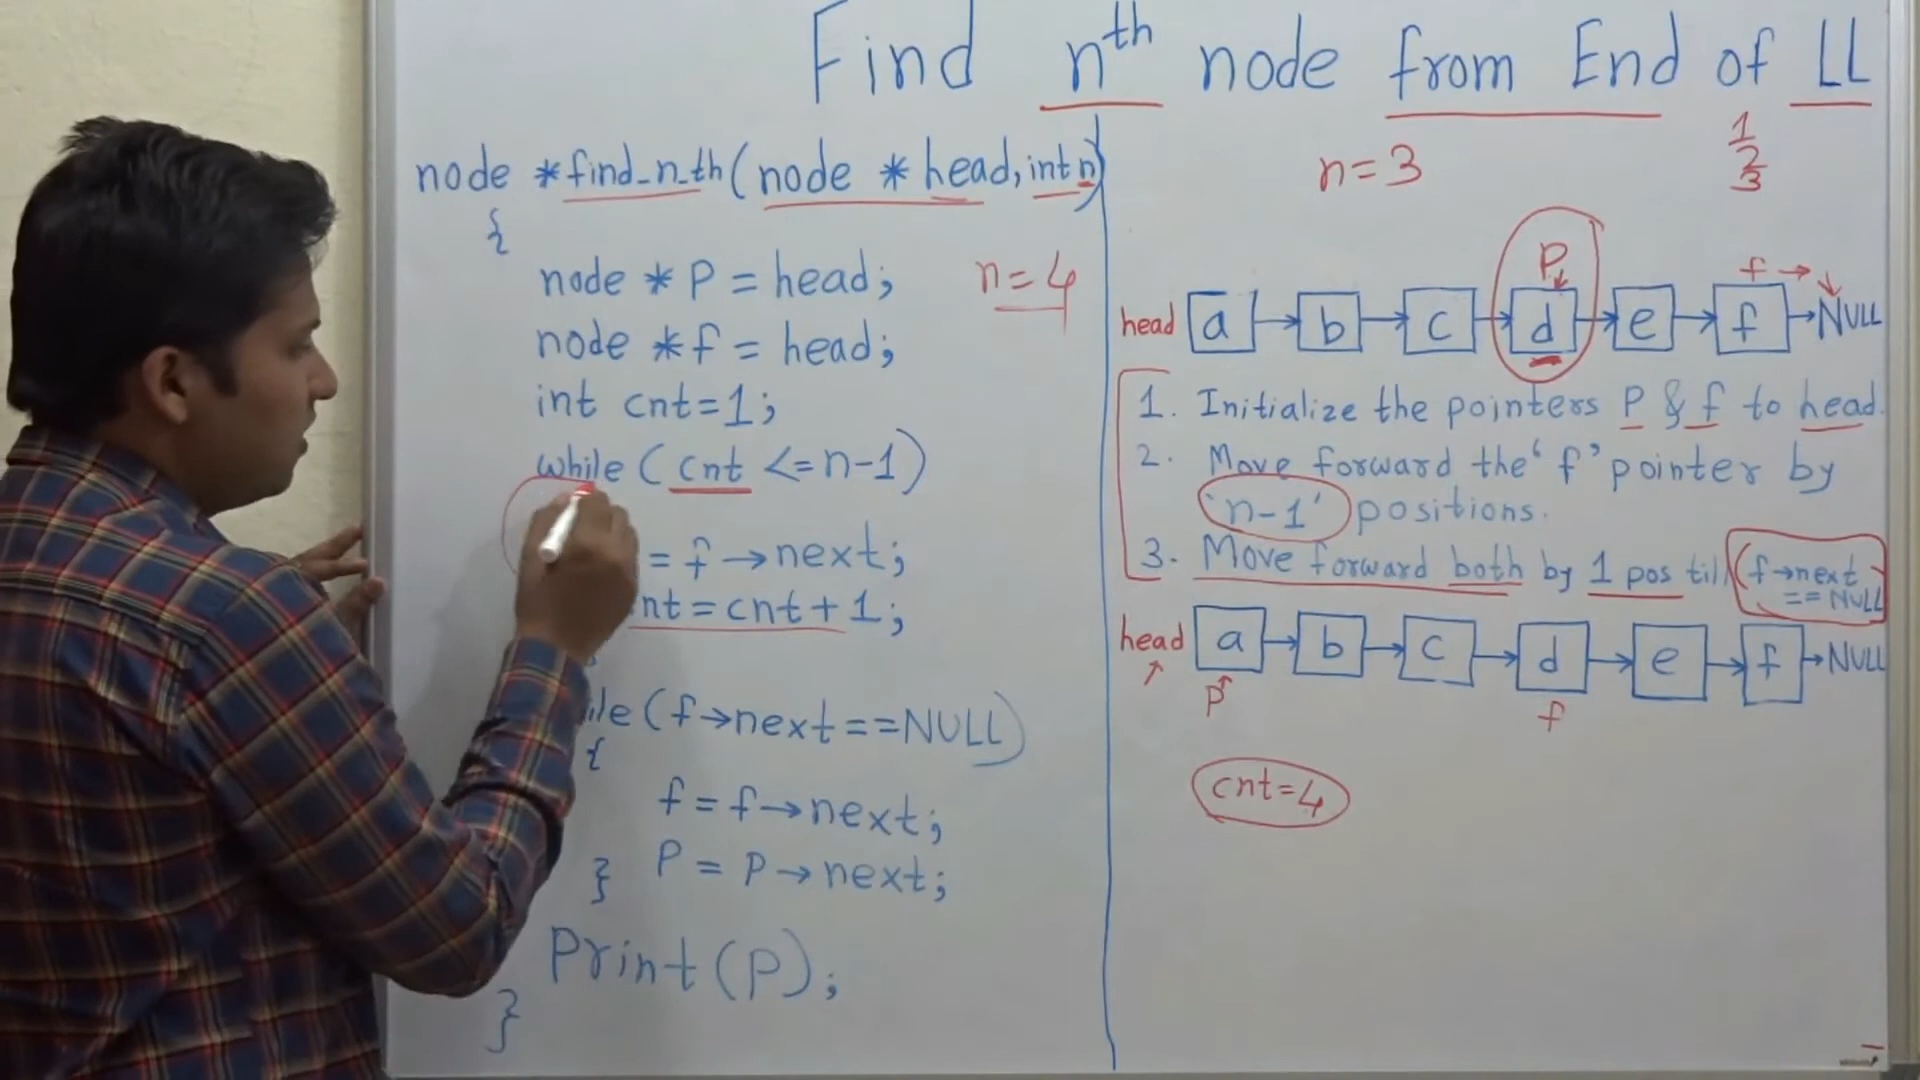 Find nth node from End of LL
node *find_n_th(node * head, int n)
{
node * P = head;
n=4
node *f = head;
int cnt=1;
while (cnt <= n-1)
= f→next;
nt = cnt + 1;
ile (f→next==NULL)
{
f = f→next;
} P = P→next;
Print(P);
}
n=3
1
2
3
P
f →
head a b c d e f NULL
1. Initialize the pointers P & f to head.
2. Move forward the 'f' pointer by
'n-1' positions.
3. Move forward both by 1 pos till (f→next
== NULL
head a b c d e f NULL
P f
cnt=4